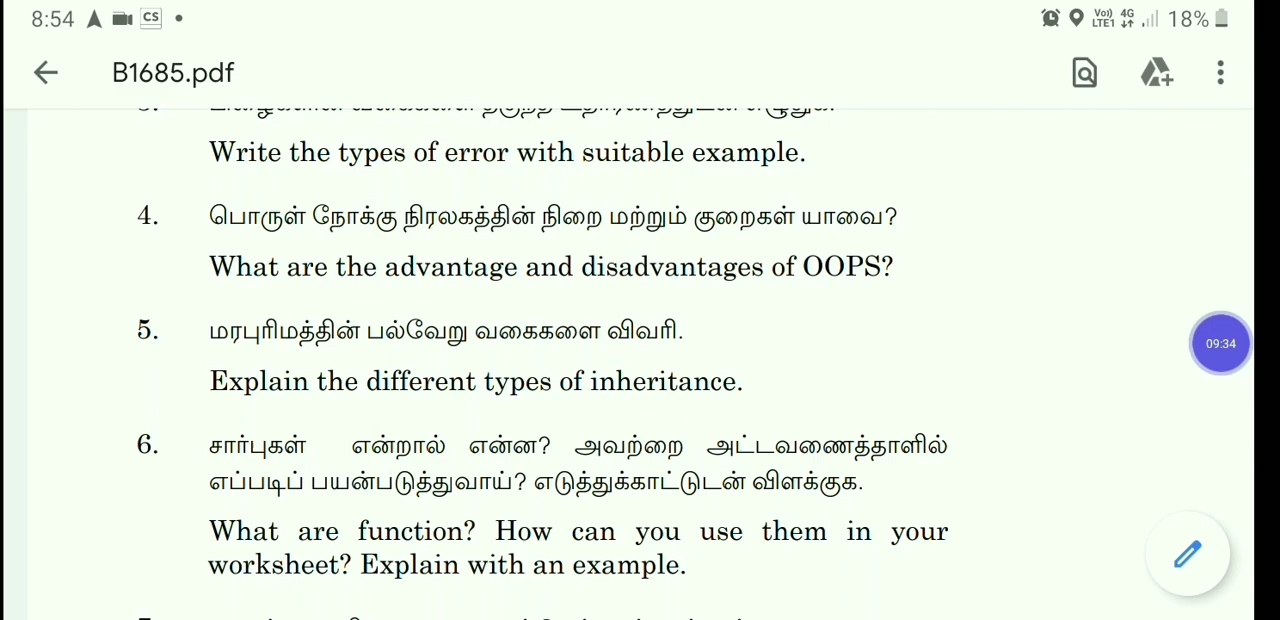 8:54 CS Vo) LTE1 4G 18%
B1685.pdf
Write the types of error with suitable example.
4. பொருள் நோக்கு நிரலகத்தின் நிறை மற்றும் குறைகள் யாவை?
What are the advantage and disadvantages of OOPS?
5. மரபுரிமத்தின் பல்வேறு வகைகளை விவரி.
09:34
Explain the different types of inheritance.
6. சார்புகள் என்றால் என்ன? அவற்றை அட்டவணைத்தாளில்
எப்படிப் பயன்படுத்துவாய்? எடுத்துக்காட்டுடன் விளக்குக.
What are function? How can you use them in your
worksheet? Explain with an example.